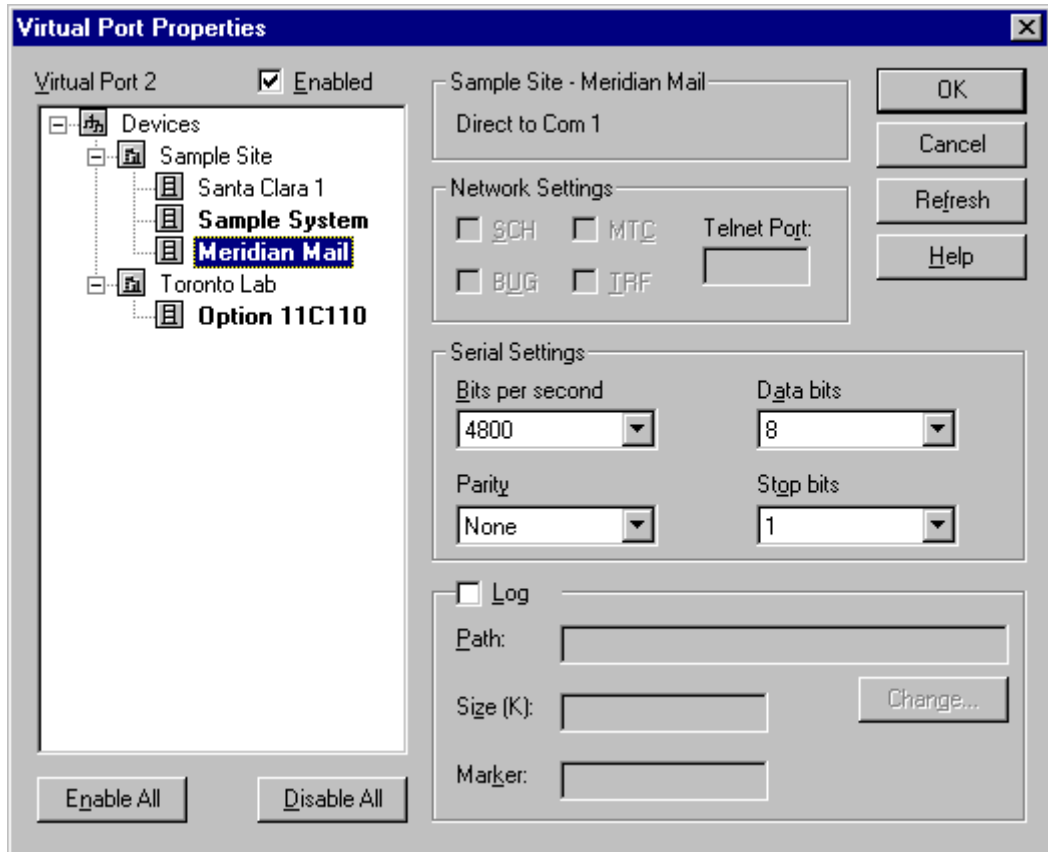 Virtual Port Properties
Virtual Port 2
Enabled
Devices
Sample Site
Santa Clara 1
Sample System
Meridian Mail
Toronto Lab
Option 11C110
Enable All
Disable All
Sample Site - Meridian Mail
Direct to Com 1
Network Settings
SCH
MTC
Telnet Port:
BUG
TRF
Serial Settings
Bits per second
Data bits
4800
8
Parity
Stop bits
None
1
Log
Path:
Size (K):
Change...
Marker:
OK
Cancel
Refresh
Help